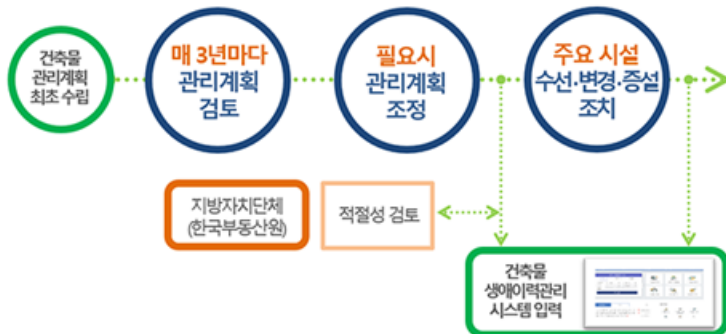 건축물
관리계획
최초 수립
매 3년마다
관리계획
검토
필요시
관리계획
조정
주요 시설
수선·변경·증설
조치
지방자치단체
(한국부동산원)
적절성 검토
건축물
생애이력관리
시스템 입력